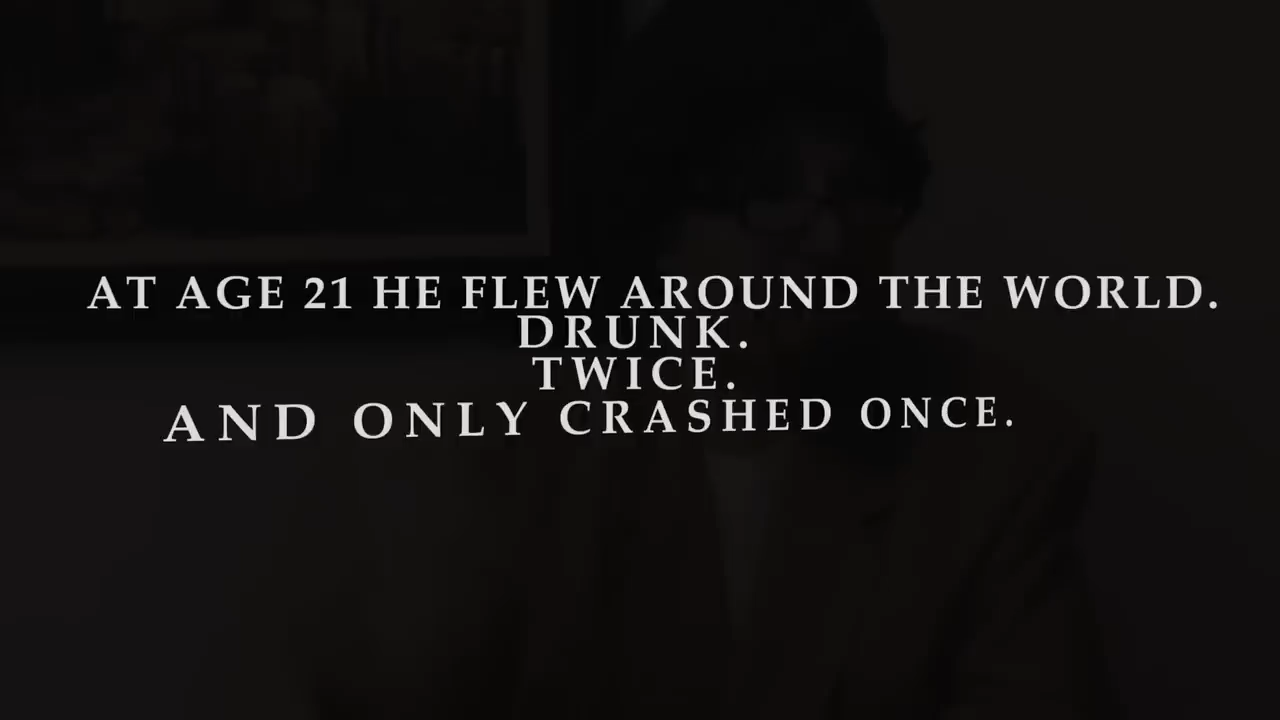 AT AGE 21 HE FLEW AROUND THE WORLD.
DRUNK.
TWICE.
AND ONLY CRASHED ONCE.